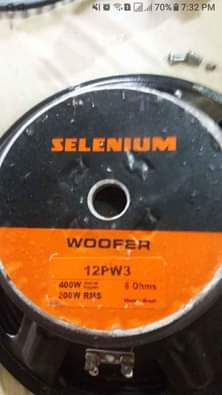 70% 7:32 PM
SELENIUM
WOOFER
12PW3
400W 8 Ohms
200W RMS